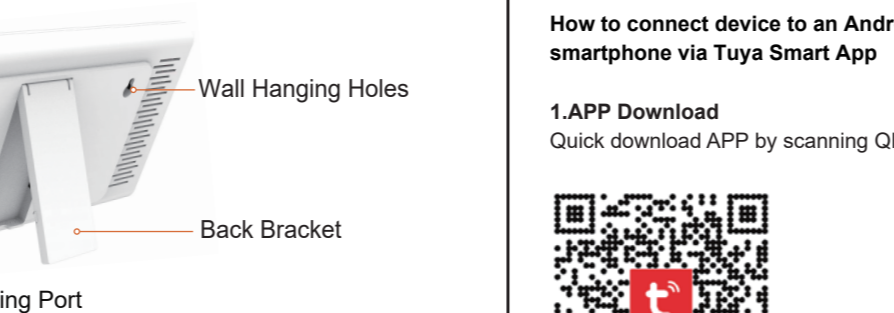 Wall Hanging Holes
Back Bracket
ing Port
How to connect device to an Andr
smartphone via Tuya Smart App
1.APP Download
Quick download APP by scanning Q